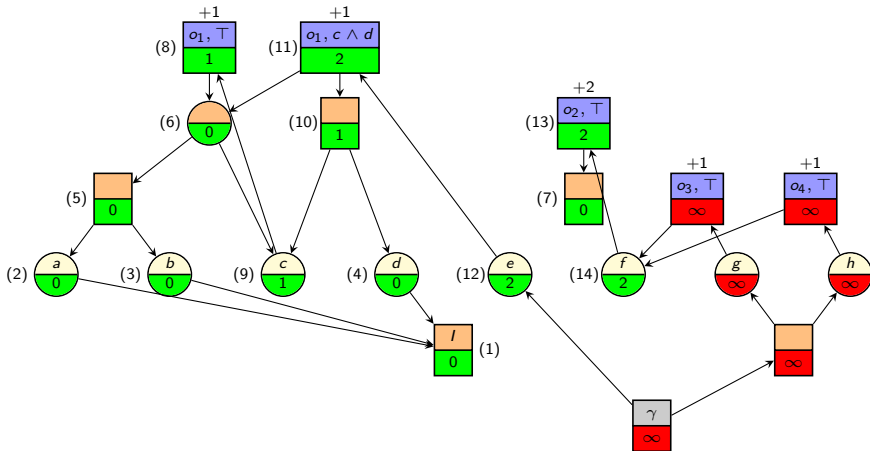 +1 +1
(8) o₁, ⊤ (11) o₁, c ∧ d
1 2
+2
(6) (10) (13) o₂, ⊤ +1 +1
0 1 2
(5) (7) o₃, ⊤ o₄, ⊤
0 0 ∞ ∞
(2) a (3) b (9) c (4) d (12) e (14) f g h
0 0 1 0 2 2 ∞ ∞
I (1)
0 ∞
γ
∞